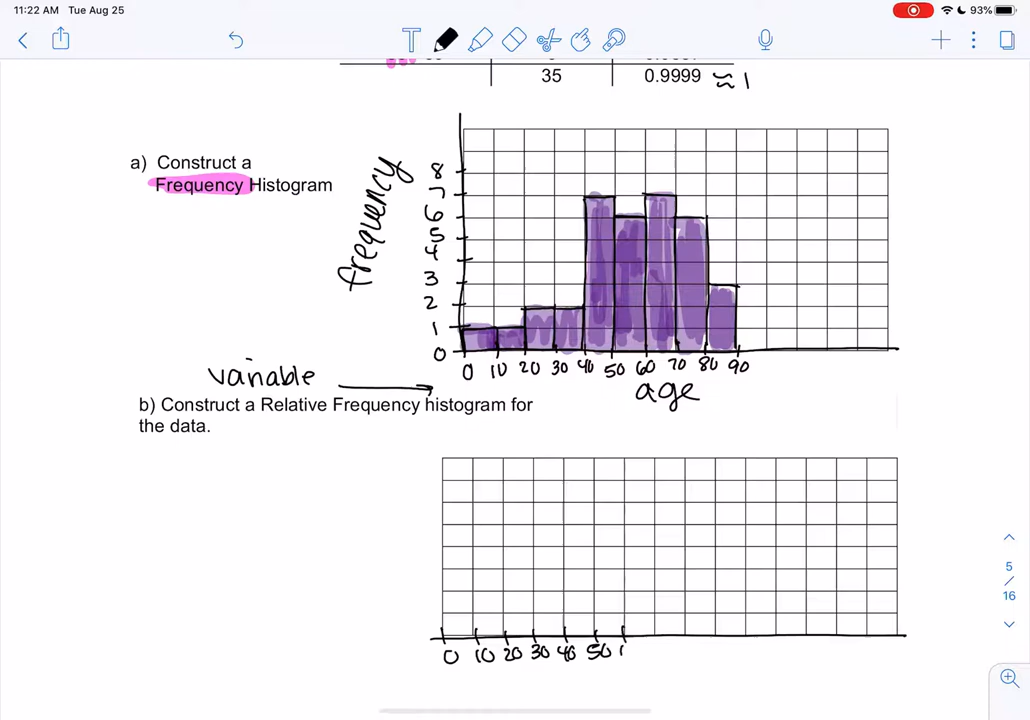 11:22 AM Tue Aug 25
93%
T
35 0.9999 ≈ 1
a) Construct a
Frequency Histogram
frequency
8
7
6
5
4
3
2
1
0
0 10 20 30 40 50 60 70 80 90
age
variable
b) Construct a Relative Frequency histogram for
the data.
5
/
16
0 10 20 30 40 50